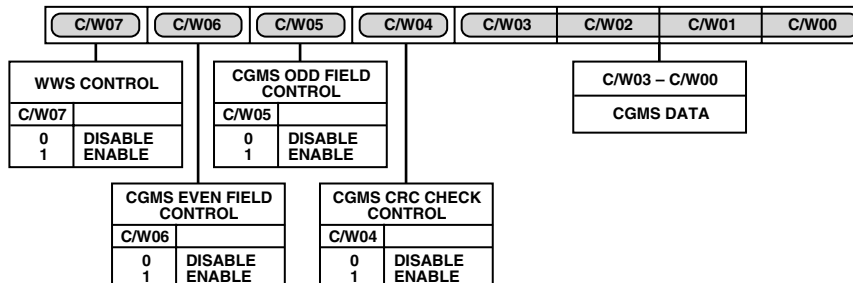 C/W07 C/W06 C/W05 C/W04 C/W03 C/W02 C/W01 C/W00
WWS CONTROL
C/W07
0 DISABLE
1 ENABLE
CGMS ODD FIELD
CONTROL
C/W05
0 DISABLE
1 ENABLE
C/W03 – C/W00
CGMS DATA
CGMS EVEN FIELD
CONTROL
C/W06
0 DISABLE
1 ENABLE
CGMS CRC CHECK
CONTROL
C/W04
0 DISABLE
1 ENABLE